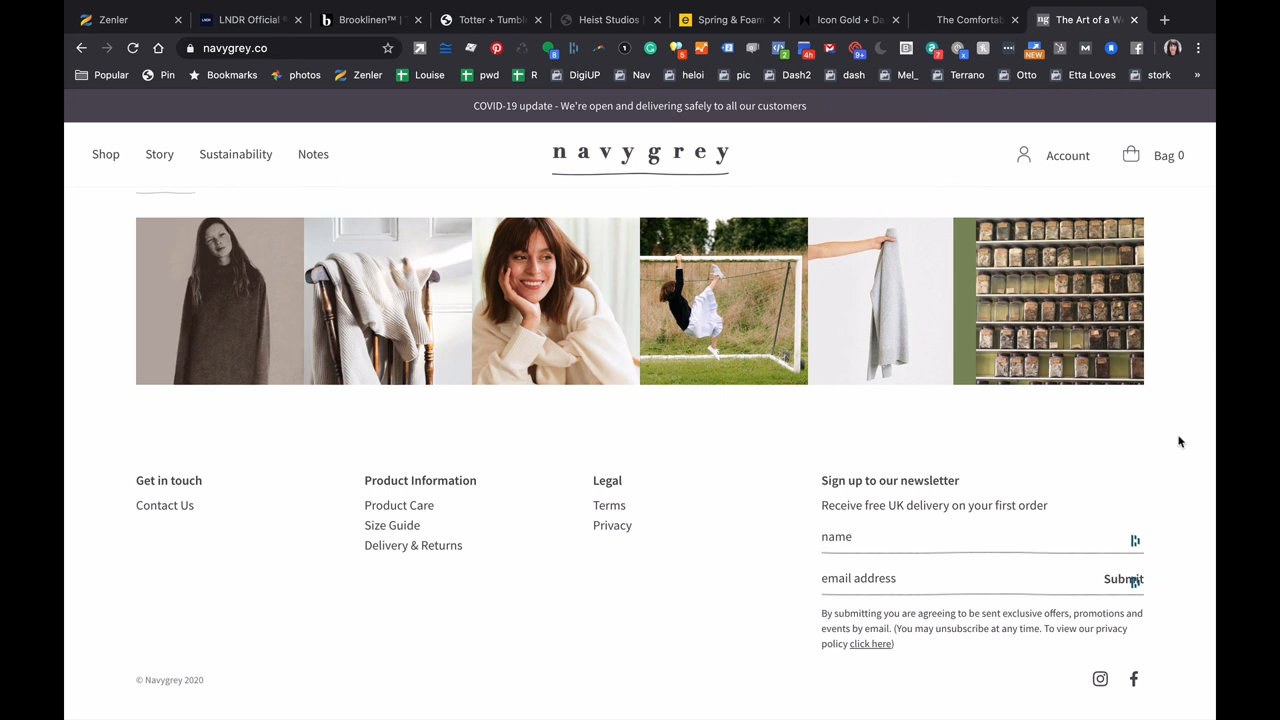 Zenler
LNDR Official
Brooklinen™
Totter + Tumbl
Heist Studios
Spring & Foam
Icon Gold + Da
The Comfortab
The Art of a We
navygrey.co
Popular
Pin
Bookmarks
photos
Zenler
Louise
pwd
R
DigiUP
Nav
heloi
pic
Dash2
dash
Mel_
Terrano
Otto
Etta Loves
stork
»
COVID-19 update - We're open and delivering safely to all our customers
Shop
Story
Sustainability
Notes
navygrey
Account
Bag 0
Get in touch
Contact Us
Product Information
Product Care
Size Guide
Delivery & Returns
Legal
Terms
Privacy
Sign up to our newsletter
Receive free UK delivery on your first order
name
email address
Submit
By submitting you are agreeing to be sent exclusive offers, promotions and
events by email. (You may unsubscribe at any time. To view our privacy
policy click here)
© Navygrey 2020